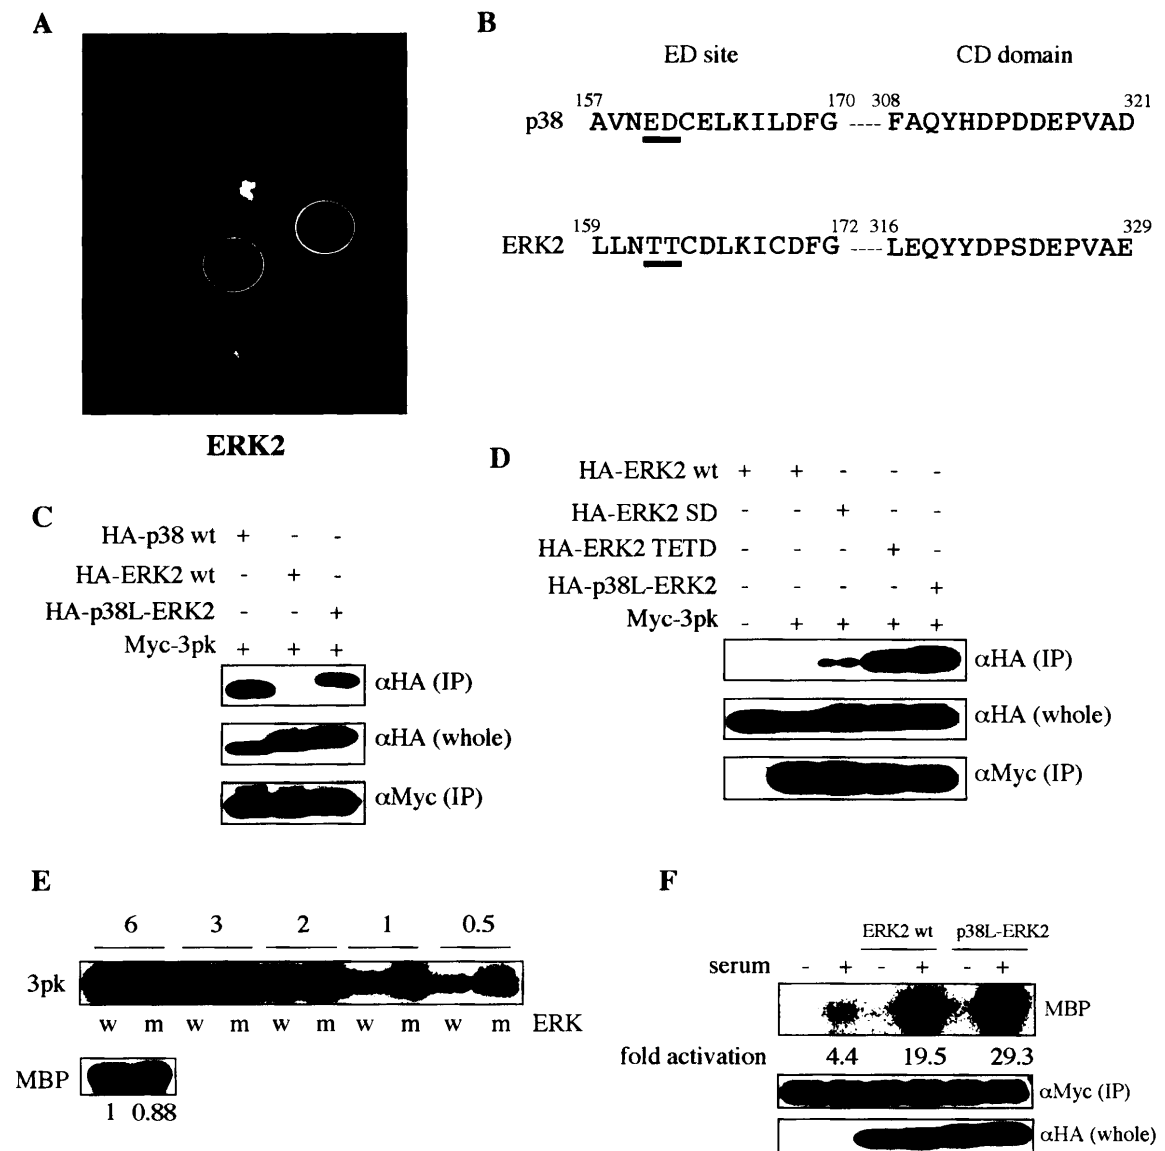 A
ERK2
B
ED site CD domain
157 170 308 321
p38 AVNEDCELKILDFG ---- FAQYHDPDDEPVAD
159 172 316 329
ERK2 LLNTTCDLKICDFG ---- LEQYYDPSDEPVAE
C
HA-p38 wt + - -
HA-ERK2 wt - + -
HA-p38L-ERK2 - - +
Myc-3pk + + +
αHA (IP)
αHA (whole)
αMyc (IP)
D
HA-ERK2 wt + + - - -
HA-ERK2 SD - - + - -
HA-ERK2 TETD - - - + -
HA-p38L-ERK2 - - - - +
Myc-3pk - + + + +
αHA (IP)
αHA (whole)
αMyc (IP)
E
6 3 2 1 0.5
3pk
w m w m w m w m w m ERK
MBP
1 0.88
F
ERK2 wt p38L-ERK2
serum - + - + - +
MBP
fold activation 4.4 19.5 29.3
αMyc (IP)
αHA (whole)